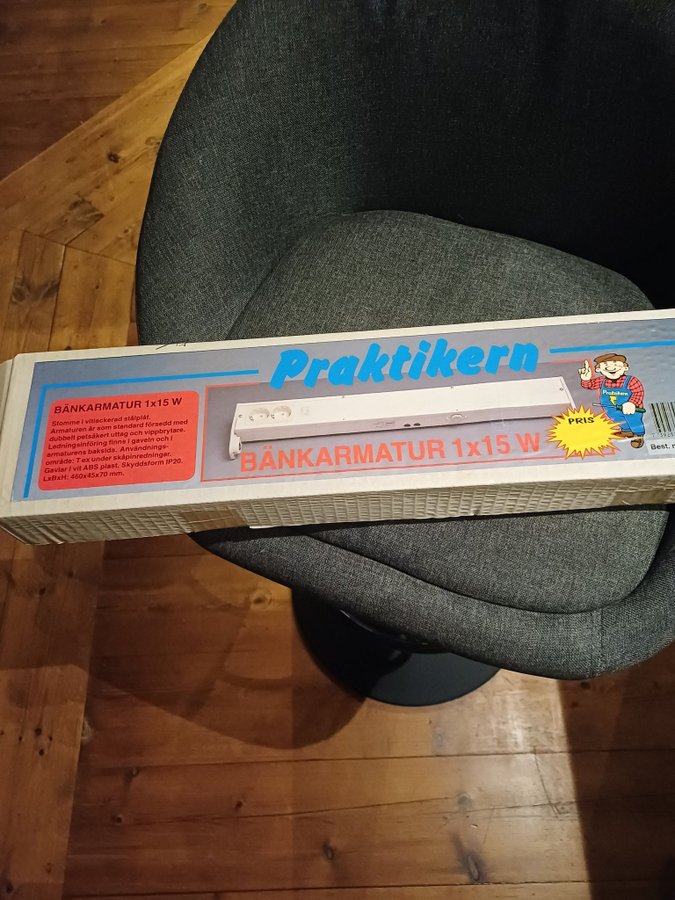 Praktikern
BÄNKARMATUR 1x15 W
Stomme i vitlackerad stålplåt.
Armaturen är som standard försedd med
dubbelt petsäkert uttag och vippbrytare.
Ledningsinföring finns i gaveln och i
armaturens baksida. Användnings-
område: T ex under skåpinredningar.
Gavlar i vit ABS plast. Skyddsform IP20.
LxBxH: 460x45x70 mm.
BÄNKARMATUR 1x15 W
PRIS
Praktikern
Best.